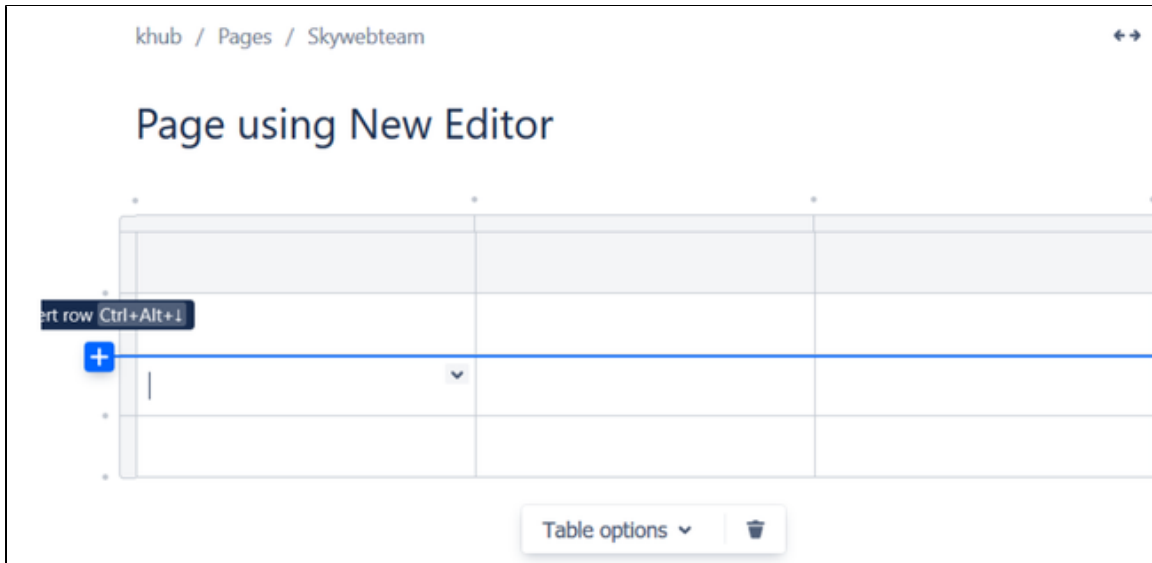 khub / Pages / Skywebteam
Page using New Editor
ert row Ctrl+Alt+↓
Table options